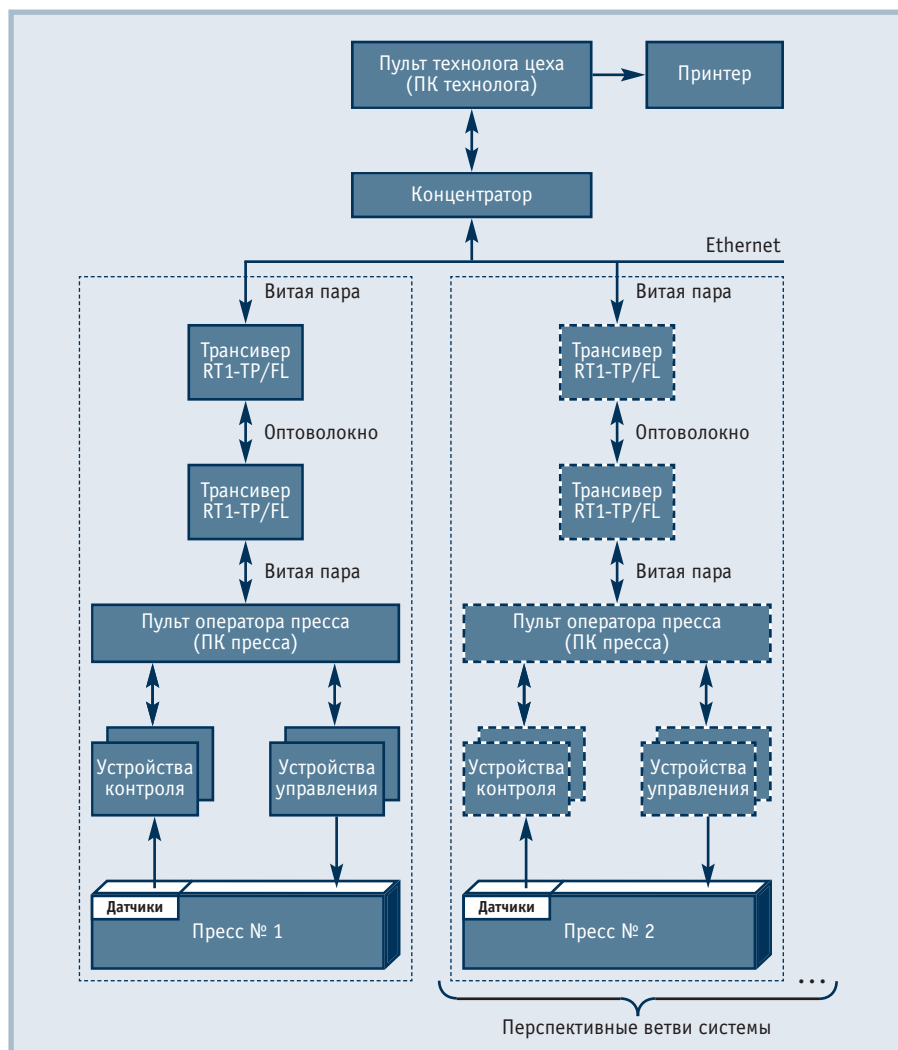 Пульт технолога цеха
(ПК технолога)
Принтер
Концентратор
Ethernet
Витая пара
Витая пара
Трансивер
RT1-TP/FL
Трансивер
RT1-TP/FL
Оптоволокно
Оптоволокно
Трансивер
RT1-TP/FL
Трансивер
RT1-TP/FL
Витая пара
Витая пара
Пульт оператора пресса
(ПК пресса)
Пульт оператора пресса
(ПК пресса)
Устройства
контроля
Устройства
управления
Устройства
контроля
Устройства
управления
Датчики
Пресс № 1
Датчики
Пресс № 2
...
Перспективные ветви системы